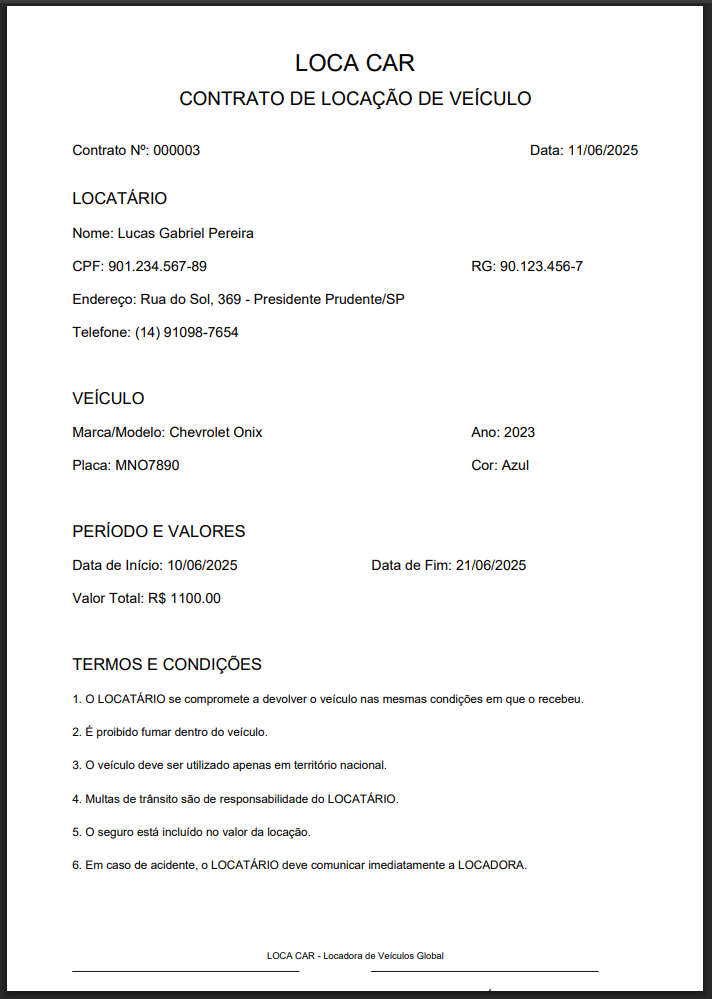 LOCA CAR
CONTRATO DE LOCAÇÃO DE VEÍCULO
Contrato Nº: 000003 Data: 11/06/2025
LOCATÁRIO
Nome: Lucas Gabriel Pereira
CPF: 901.234.567-89 RG: 90.123.456-7
Endereço: Rua do Sol, 369 - Presidente Prudente/SP
Telefone: (14) 91098-7654
VEÍCULO
Marca/Modelo: Chevrolet Onix Ano: 2023
Placa: MNO7890 Cor: Azul
PERÍODO E VALORES
Data de Início: 10/06/2025 Data de Fim: 21/06/2025
Valor Total: R$ 1100.00
TERMOS E CONDIÇÕES
1. O LOCATÁRIO se compromete a devolver o veículo nas mesmas condições em que o recebeu.
2. É proibido fumar dentro do veículo.
3. O veículo deve ser utilizado apenas em território nacional.
4. Multas de trânsito são de responsabilidade do LOCATÁRIO.
5. O seguro está incluído no valor da locação.
6. Em caso de acidente, o LOCATÁRIO deve comunicar imediatamente a LOCADORA.
LOCA CAR - Locadora de Veículos Global